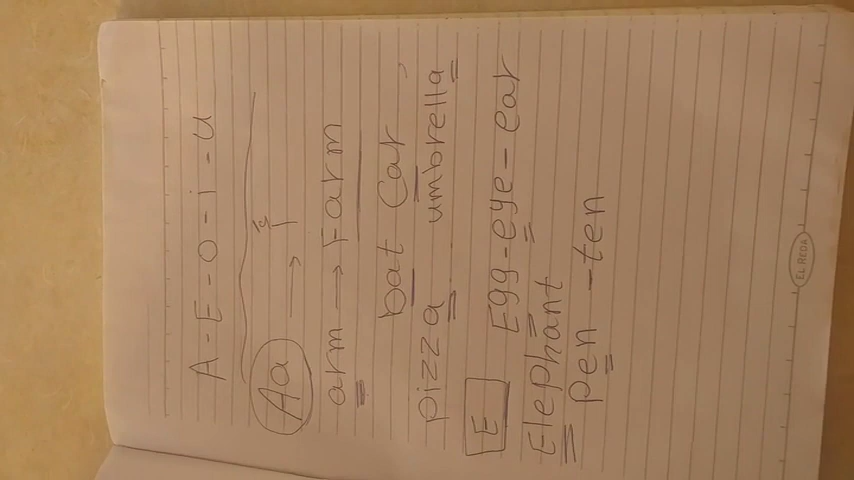 A-E-O-i-u
Aa →
arm → Farm
bat Car
pizza umbrella
E Egg-eye-ear
Elephant
pen -ten
EL REDA